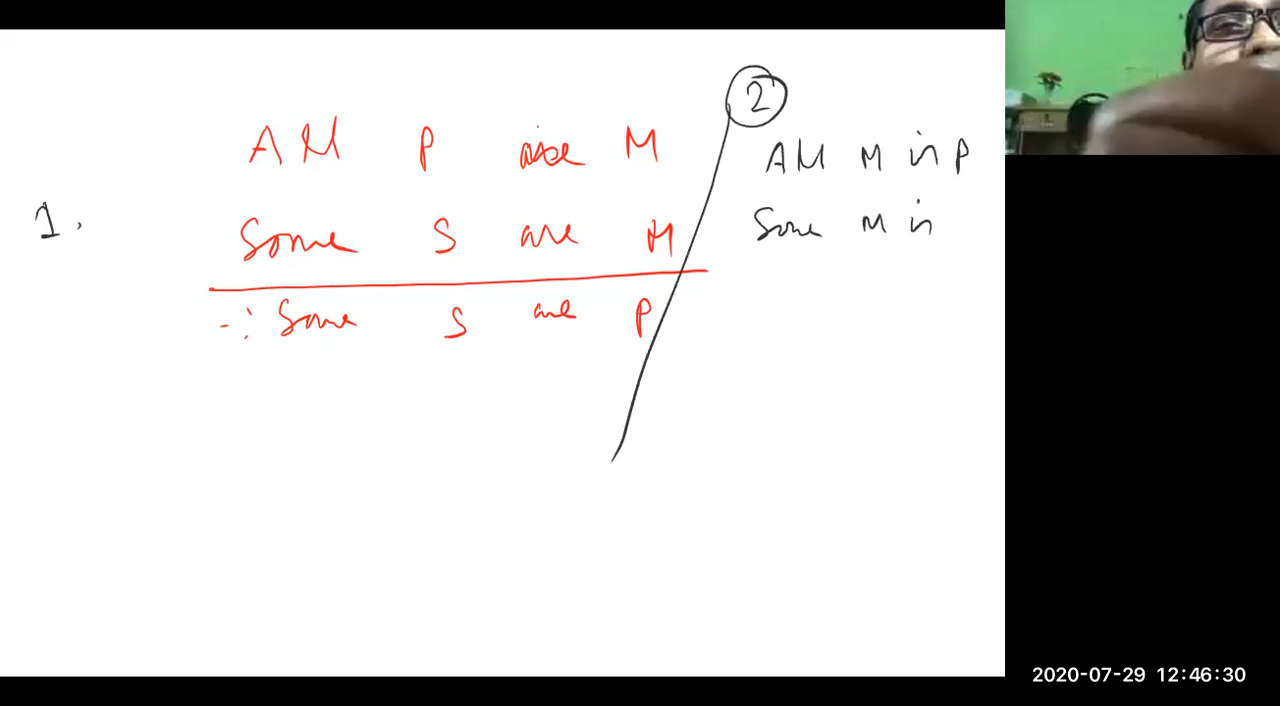 1.
All P are M
Some S are M
∴ Some S are P
2
All M is P
Some M is
2020-07-29 12:46:30